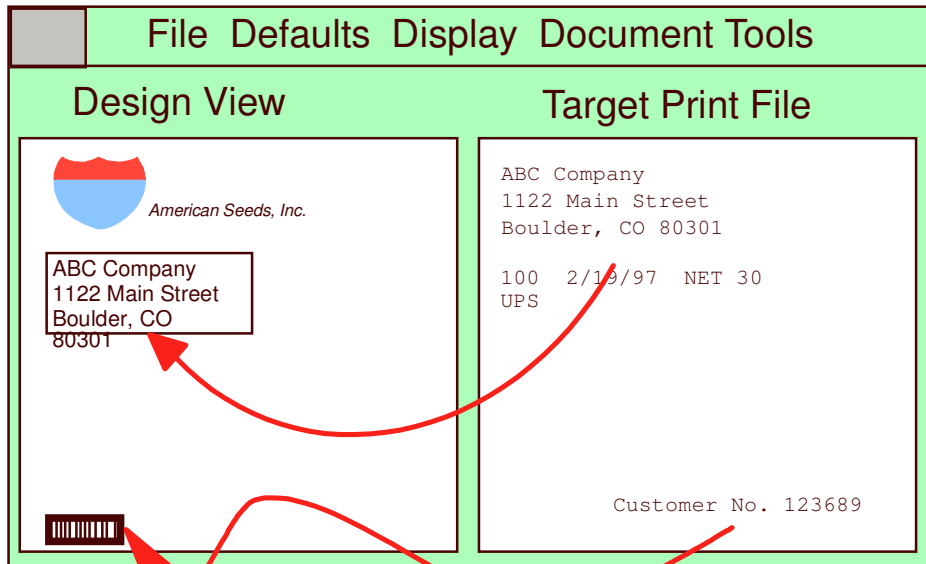 File Defaults Display Document Tools
Design View
Target Print File
American Seeds, Inc.
ABC Company
1122 Main Street
Boulder, CO
80301
ABC Company
1122 Main Street
Boulder, CO 80301
100 2/19/97 NET 30
UPS
Customer No. 123689